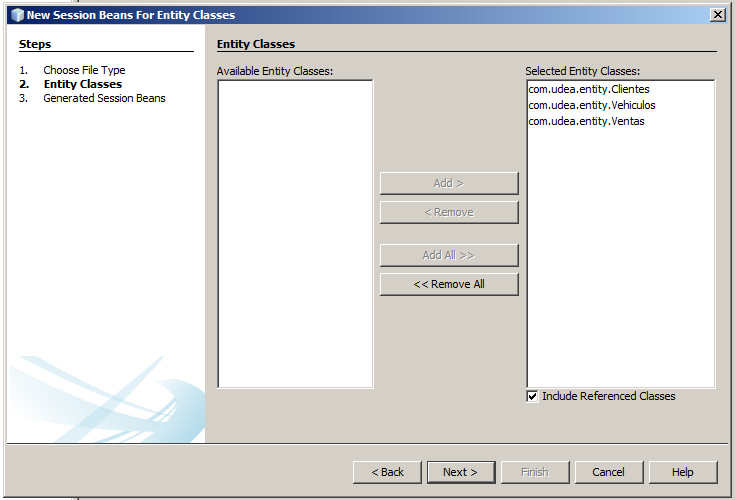 New Session Beans For Entity Classes
Steps
1. Choose File Type
2. Entity Classes
3. Generated Session Beans
Entity Classes
Available Entity Classes:
Selected Entity Classes:
com.udea.entity.Clientes
com.udea.entity.Vehiculos
com.udea.entity.Ventas
Add >
< Remove
Add All >>
<< Remove All
Include Referenced Classes
< Back
Next >
Finish
Cancel
Help